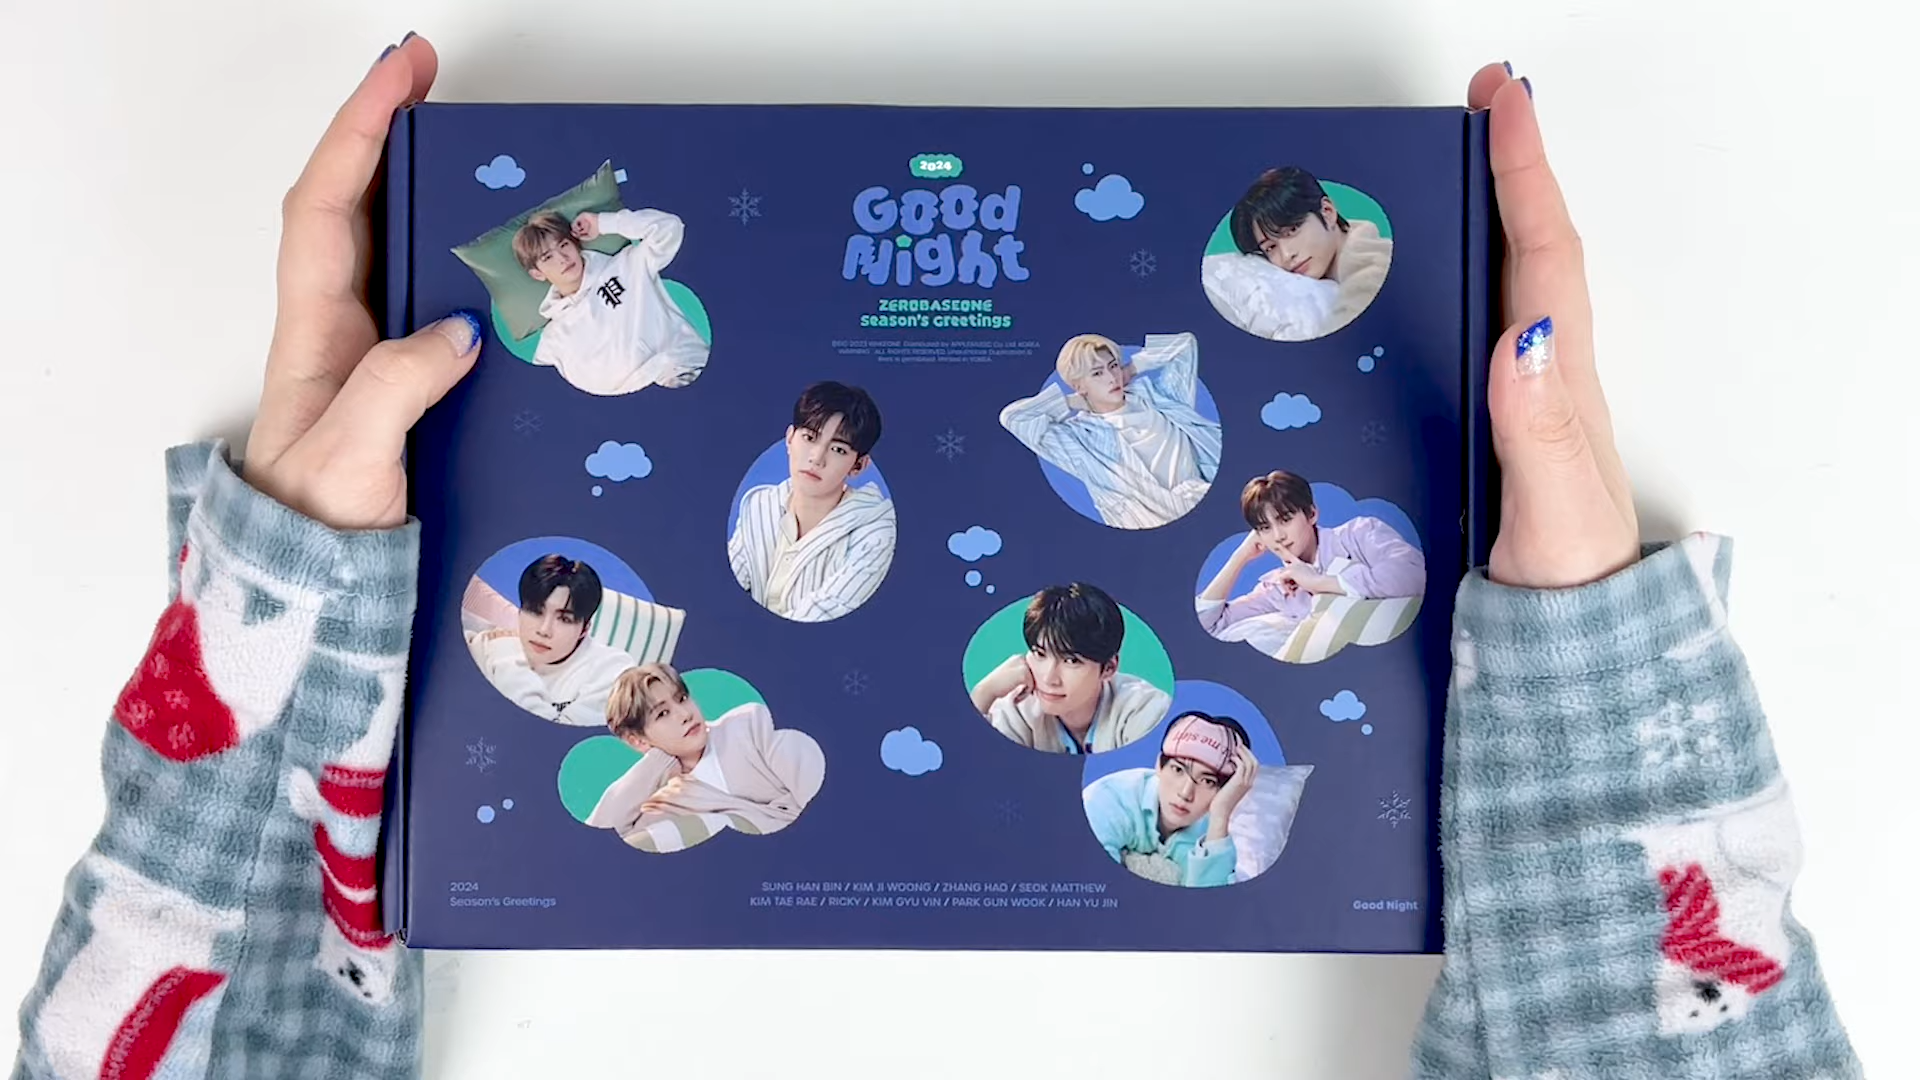 2024
Good
Night
ZEROBASEONE
Season's Greetings
SUNG HAN BIN / KIM JI WOONG / ZHANG HAO / SEOK MATTHEW
KIM TAE RAE / RICKY / KIM GYU VIN / PARK GUN WOOK / HAN YU JIN
2024
Season's Greetings
Good Night